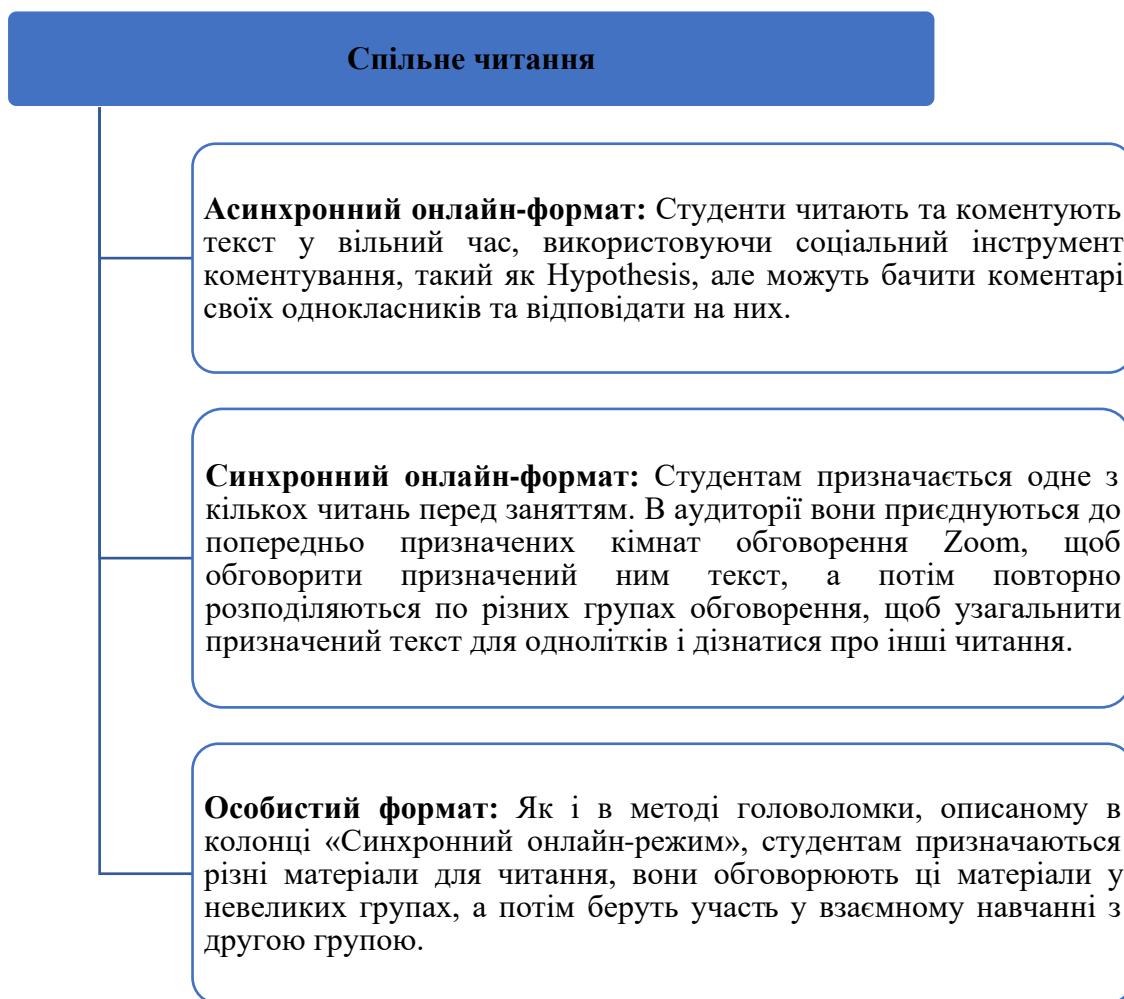 Спільне читання
Асинхронний онлайн-формат: Студенти читають та коментують
текст у вільний час, використовуючи соціальний інструмент
коментування, такий як Hypothesis, але можуть бачити коментарі
своїх однокласників та відповідати на них.
Синхронний онлайн-формат: Студентам призначається одне з
кількох читань перед заняттям. В аудиторії вони приєднуються до
попередньо призначених кімнат обговорення Zoom, щоб
обговорити призначений ним текст, а потім повторно
розподіляються по різних групах обговорення, щоб узагальнити
призначений текст для однолітків і дізнатися про інші читання.
Особистий формат: Як і в методі головоломки, описаному в
колонці «Синхронний онлайн-режим», студентам призначаються
різні матеріали для читання, вони обговорюють ці матеріали у
невеликих групах, а потім беруть участь у взаємному навчанні з
другою групою.